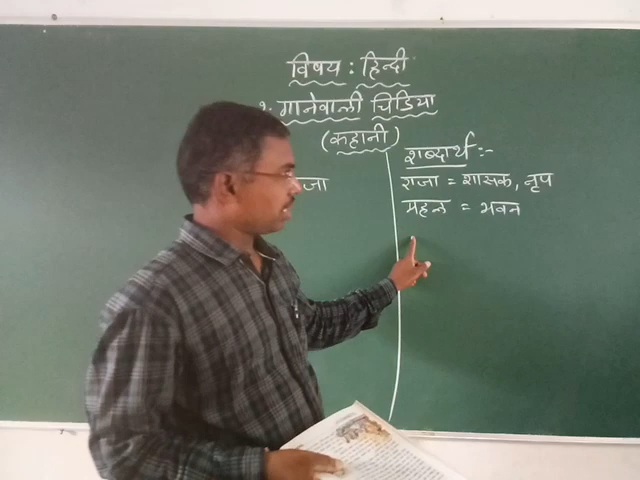 विषय : हिन्दी
गानेवाली चिडिया
(कहानी)
शब्दार्थ :-
राजा = शासक, नृप
महल = भवन